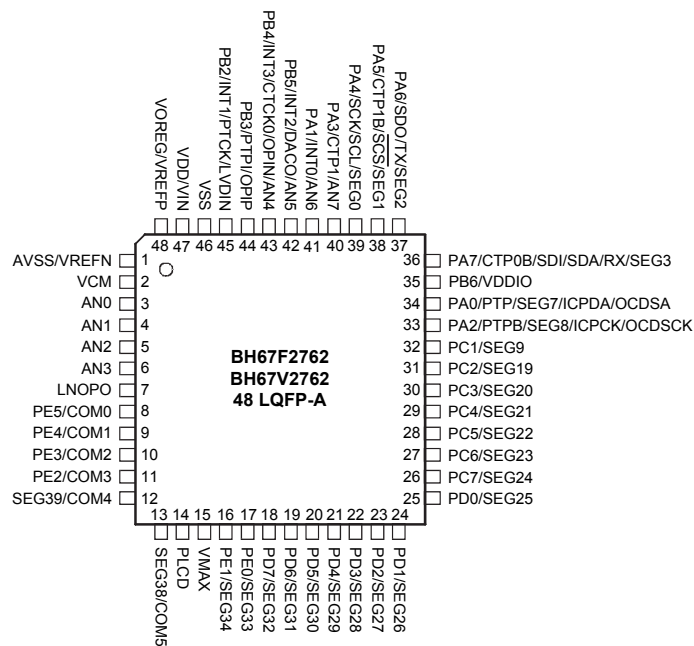 VOREG/VREFP
VDD/VIN
VSS
PB2/INT1/PTCK/LVDIN
PB3/PTPI/OPIP
PB4/INT3/CTCK0/OPIN/AN4
PB5/INT2/DACO/AN5
PA1/INT0/AN6
PA3/CTP1/AN7
PA4/SCK/SCL/SEG0
PA5/CTP1B/SCS/SEG1
PA6/SDO/TX/SEG2
48 47 46 45 44 43 42 41 40 39 38 37
AVSS/VREFN 1
VCM 2
AN0 3
AN1 4
AN2 5
AN3 6
LNOPO 7
PE5/COM0 8
PE4/COM1 9
PE3/COM2 10
PE2/COM3 11
SEG39/COM4 12
BH67F2762
BH67V2762
48 LQFP-A
36 PA7/CTP0B/SDI/SDA/RX/SEG3
35 PB6/VDDIO
34 PA0/PTP/SEG7/ICPDA/OCDSA
33 PA2/PTPB/SEG8/ICPCK/OCDSCK
32 PC1/SEG9
31 PC2/SEG19
30 PC3/SEG20
29 PC4/SEG21
28 PC5/SEG22
27 PC6/SEG23
26 PC7/SEG24
25 PD0/SEG25
13 14 15 16 17 18 19 20 21 22 23 24
SEG38/COM5
PLCD
VMAX
PE1/SEG34
PE0/SEG33
PD7/SEG32
PD6/SEG31
PD5/SEG30
PD4/SEG29
PD3/SEG28
PD2/SEG27
PD1/SEG26